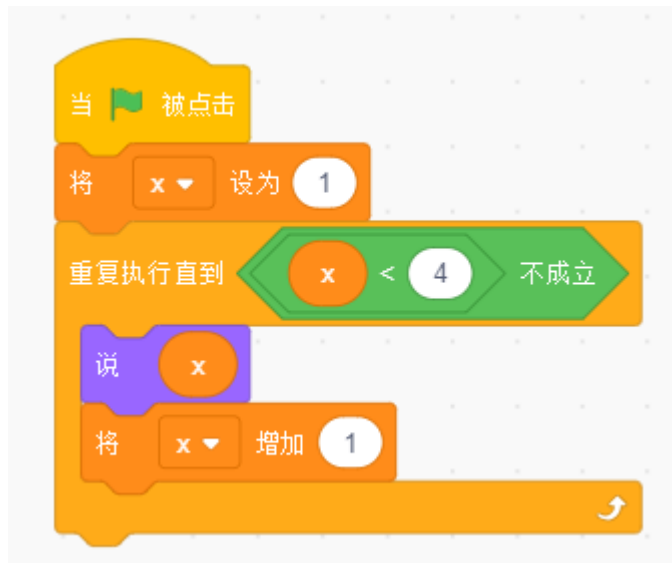 当 被点击
将 x 设为 1
重复执行直到 x < 4 不成立
说 x
将 x 增加 1